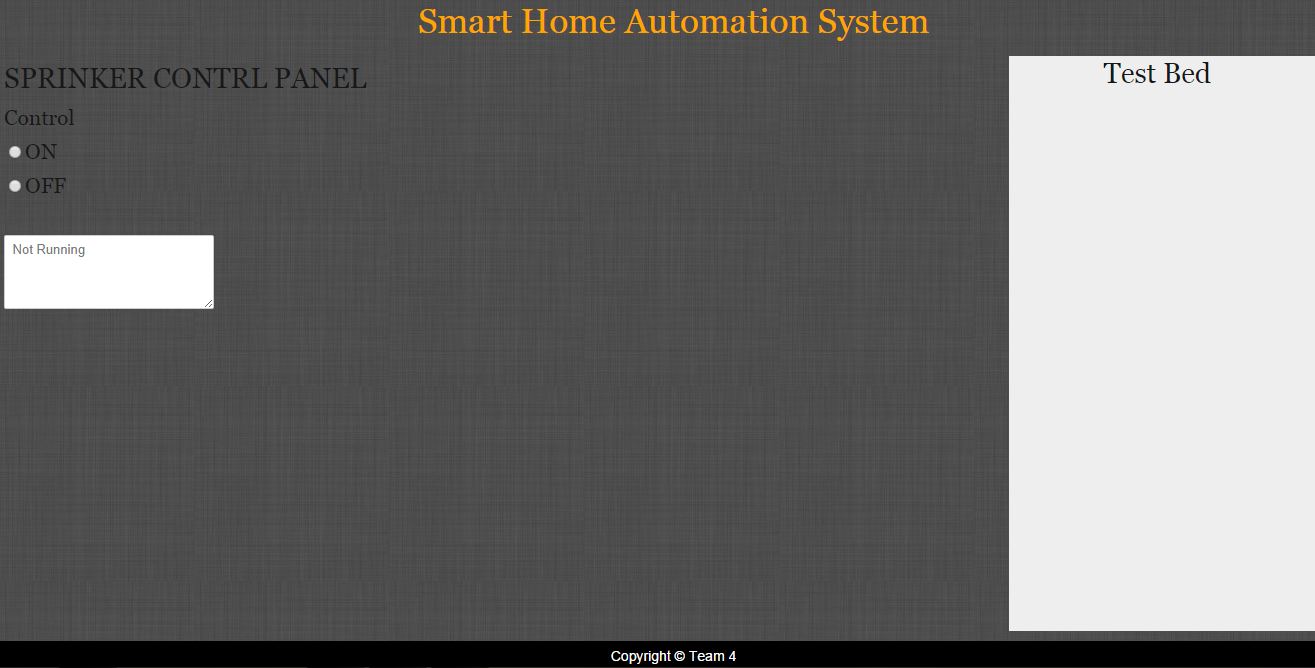 Smart Home Automation System
SPRINKER CONTRL PANEL
Control
ON
OFF
Not Running
Test Bed
Copyright © Team 4